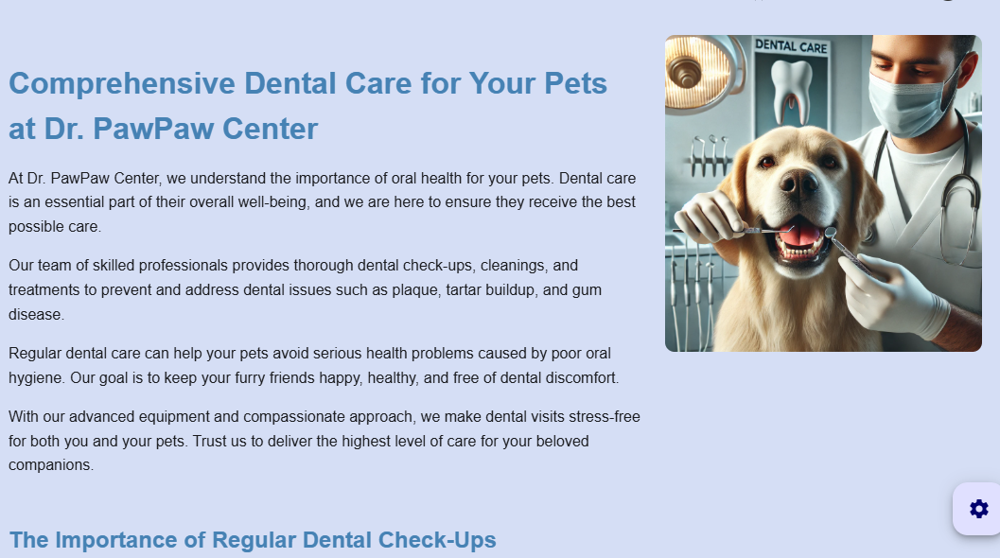 Comprehensive Dental Care for Your Pets
at Dr. PawPaw Center
At Dr. PawPaw Center, we understand the importance of oral health for your pets. Dental care
is an essential part of their overall well-being, and we are here to ensure they receive the best
possible care.
Our team of skilled professionals provides thorough dental check-ups, cleanings, and
treatments to prevent and address dental issues such as plaque, tartar buildup, and gum
disease.
Regular dental care can help your pets avoid serious health problems caused by poor oral
hygiene. Our goal is to keep your furry friends happy, healthy, and free of dental discomfort.
With our advanced equipment and compassionate approach, we make dental visits stress-free
for both you and your pets. Trust us to deliver the highest level of care for your beloved
companions.
DENTAL CARE
The Importance of Regular Dental Check-Ups